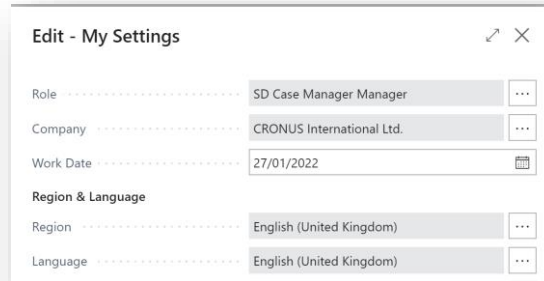 Edit - My Settings
Role SD Case Manager Manager ...
Company CRONUS International Ltd. ...
Work Date 27/01/2022
Region & Language
Region English (United Kingdom) ...
Language English (United Kingdom) ...